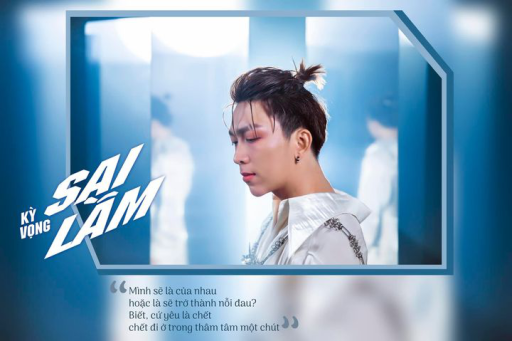 KỲ
VỌNG
SAI
LẦM
“Mình sẽ là của nhau
hoặc là sẽ trở thành nỗi đau?
Biết, cứ yêu là chết
chết đi ở trong thâm tâm một chút”